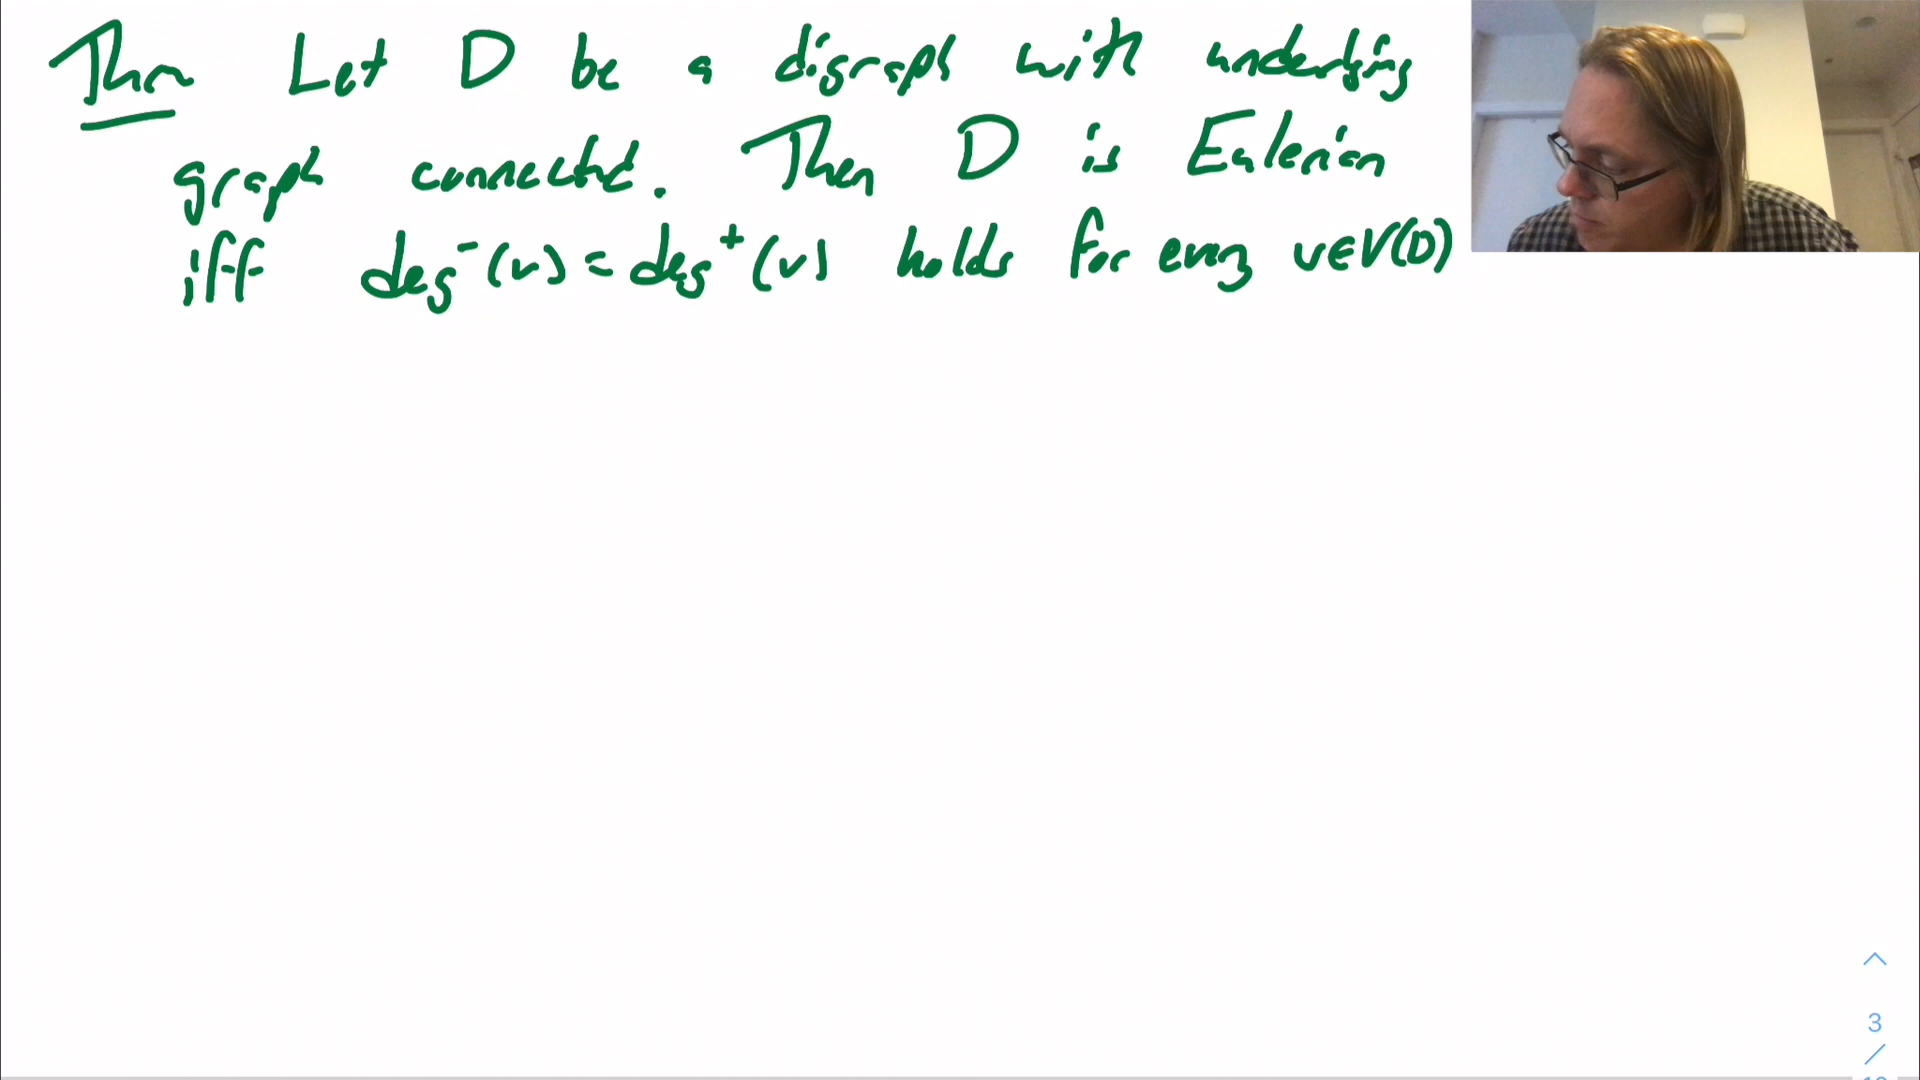 Thm Let D be a digraph with underlying
graph connected. Then D is Eulerian
iff deg⁻(v) = deg⁺(v) holds for every v∈V(D)
3
/